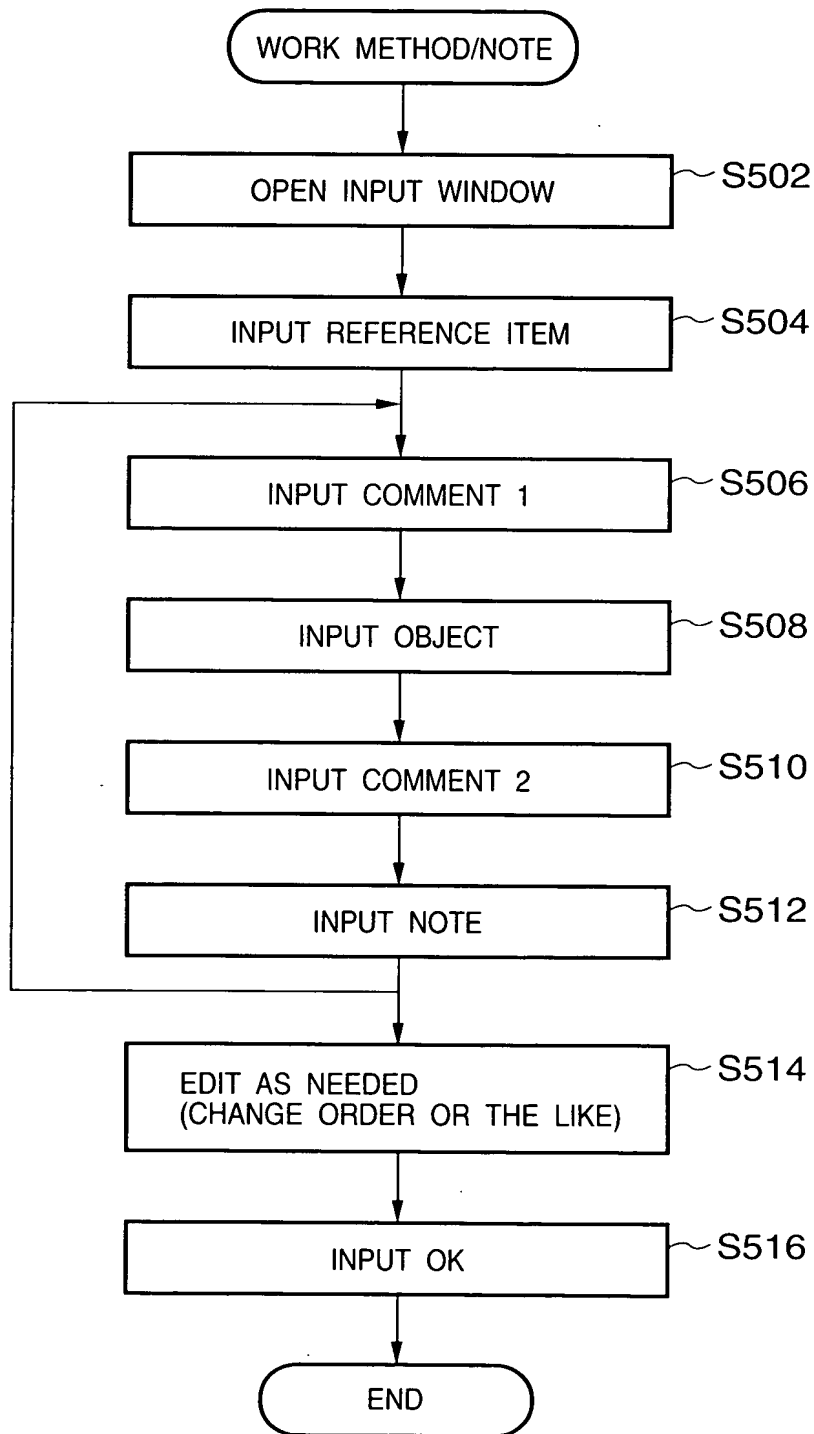 WORK METHOD/NOTE
OPEN INPUT WINDOW
S502
INPUT REFERENCE ITEM
S504
INPUT COMMENT 1
S506
INPUT OBJECT
S508
INPUT COMMENT 2
S510
INPUT NOTE
S512
EDIT AS NEEDED
(CHANGE ORDER OR THE LIKE)
S514
INPUT OK
S516
END